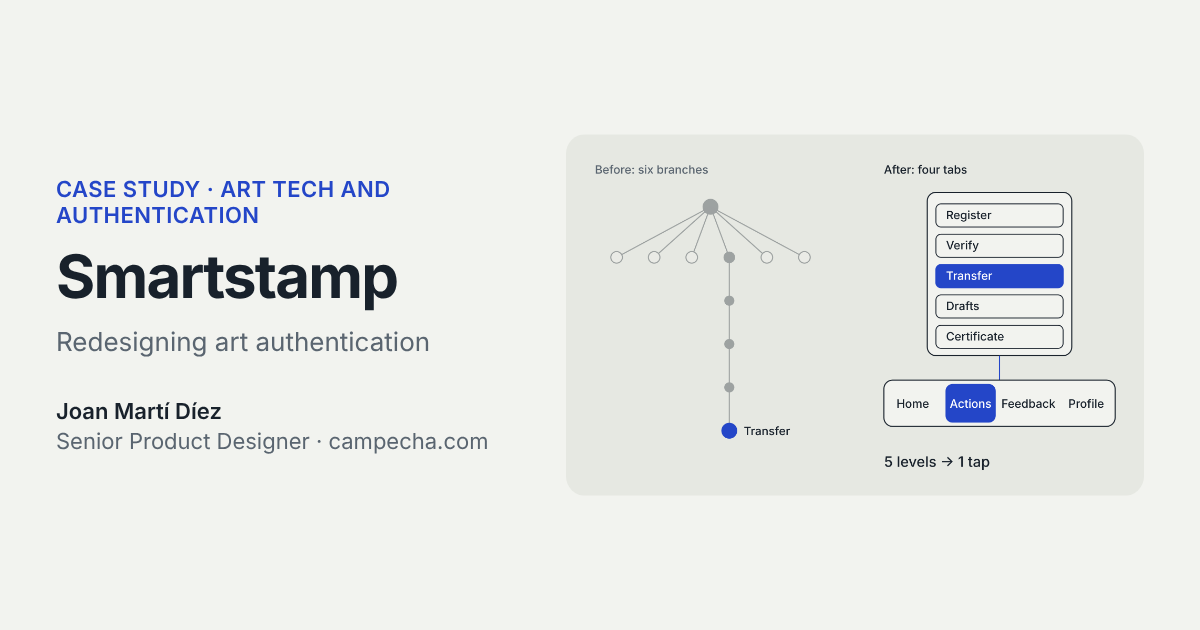 CASE STUDY · ART TECH AND
AUTHENTICATION
Smartstamp
Redesigning art authentication
Joan Martí Díez
Senior Product Designer · campecha.com
Before: six branches
Transfer
After: four tabs
Register
Verify
Transfer
Drafts
Certificate
Home Actions Feedback Profile
5 levels → 1 tap